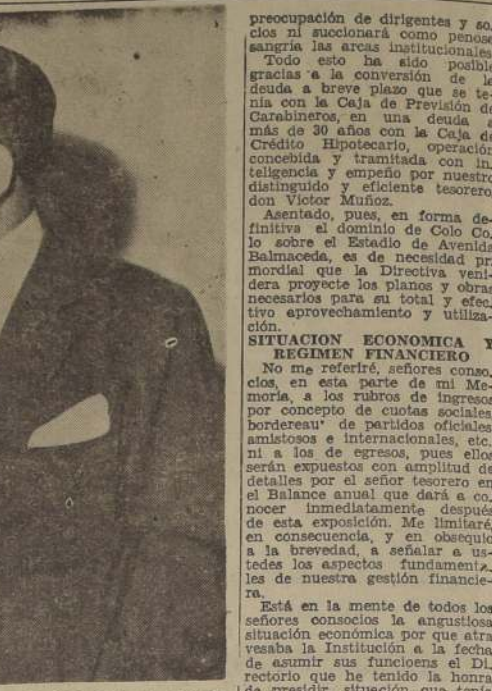 preocupación de dirigentes y so.
cios ni succionará como penosa
sangría las arcas institucionales
Todo esto ha sido posible
gracias a la conversión de la
deuda a breve plazo que se te-
nía con la Caja de Previsión de
Carabineros, en una deuda a
más de 30 años con la Caja de
Crédito Hipotecario, operación
concebida y tramitada con in.
teligencia y empeño por nuestro
distinguido y eficiente tesorero
don Víctor Muñoz.
Asentado, pues, en forma de-
finitiva el dominio de Colo Co.
lo sobre el Estadio de Avenida
Balmaceda, es de necesidad pri
mordial que la Directiva veni-
dera proyecte los planos y obras
necesarios para su total y efec.
tivo aprovechamiento y utiliza-
ción.
SITUACION ECONOMICA Y
REGIMEN FINANCIERO
No me referiré, señores conso.
cios, en esta parte de mi Me-
moria, a los rubros de ingresos
por concepto de cuotas sociales
bordereau' de partidos oficiales
amistosos e internacionales, etc.
ni a los de egresos, pues ellos
serán expuestos con amplitud de
detalles por el señor tesorero en
el Balance anual que dará a co.
nocer inmediatamente después
de esta exposición. Me limitaré,
en consecuencia, y en obsequio
a la brevedad, a señalar a us-
tedes los aspectos fundamenta-
les de nuestra gestión financie-
ra.
Está en la mente de todos los
señores consocios la angustiosa
situación económica por que atra
vesaba la Institución a la fecha
de asumir sus funcioens el Di.
rectorio que he tenido la honra
de presidir, situación que